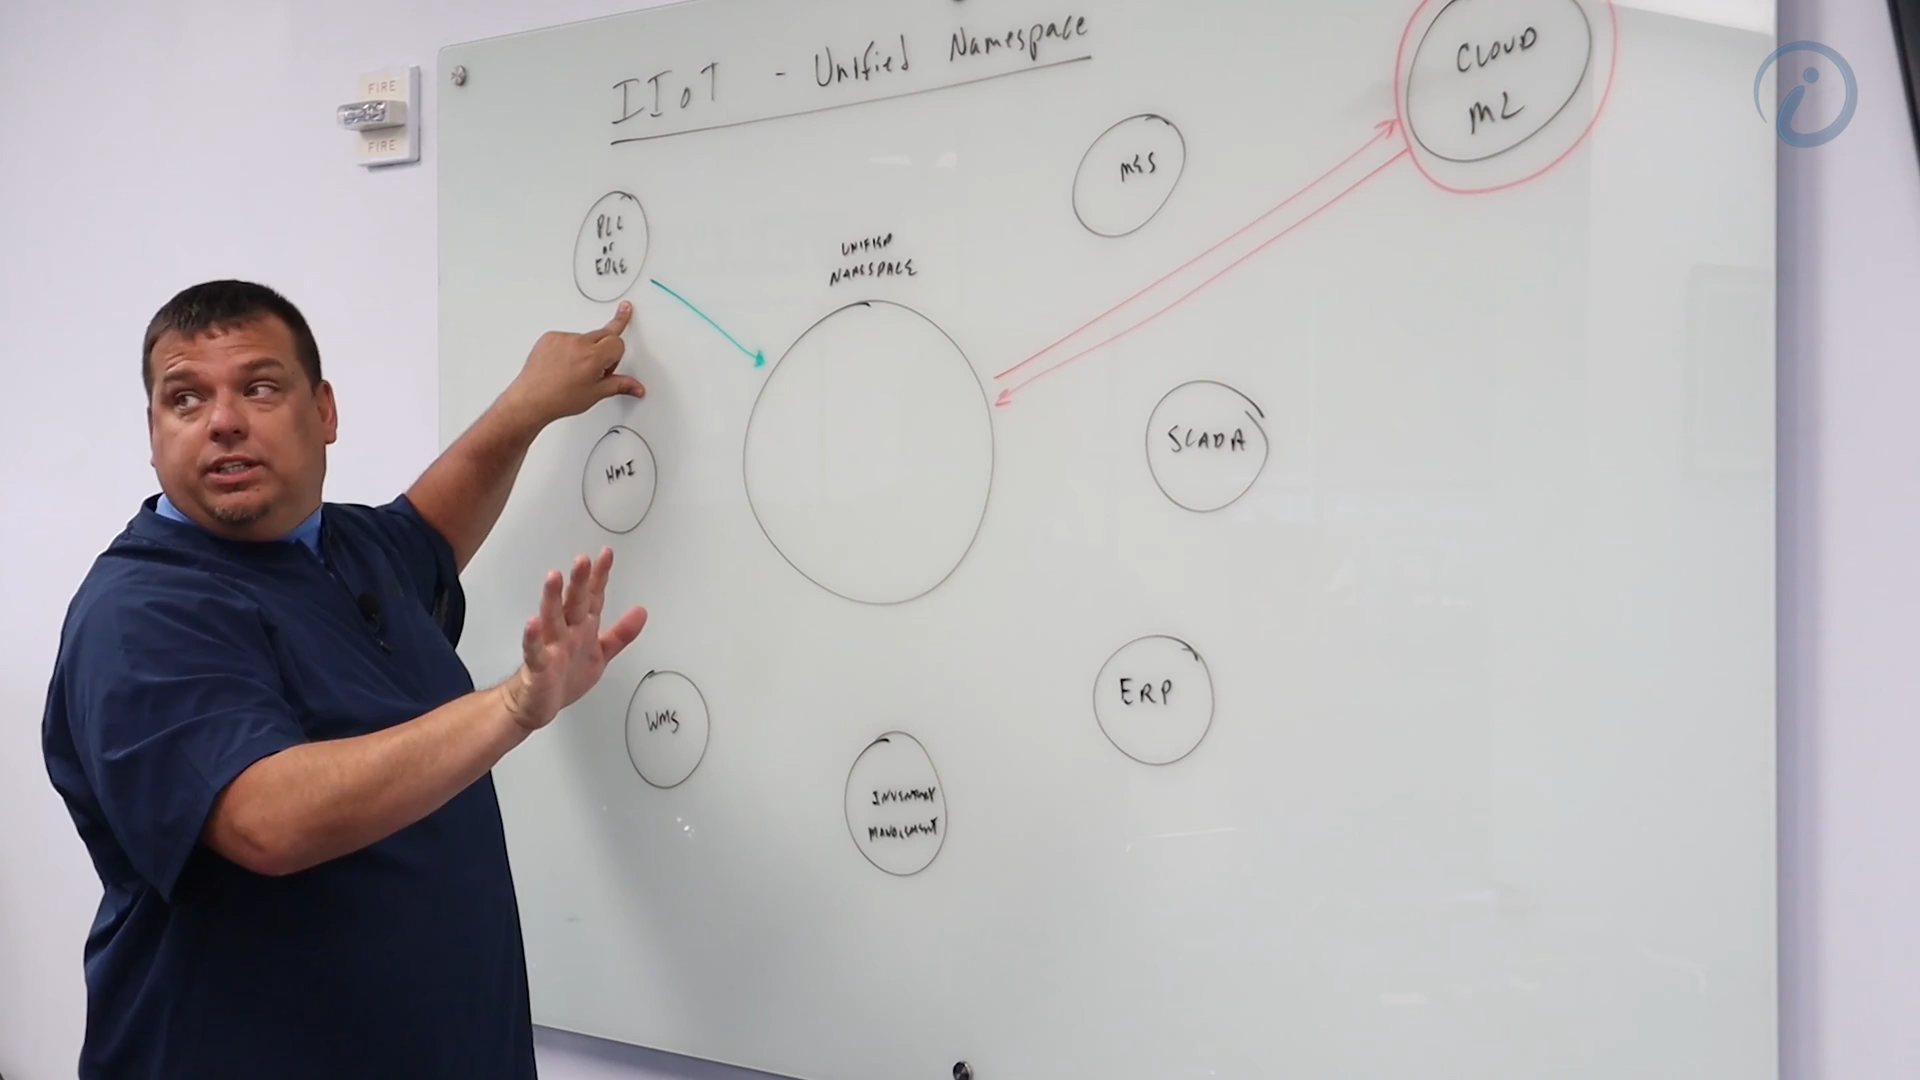 FIRE
FIRE
IIoT - Unified Namespace
CLOUD
ML
MES
PLC
or
EDGE
UNIFIED
NAMESPACE
HMI
SCADA
WMS
ERP
INVENTORY
MANAGEMENT